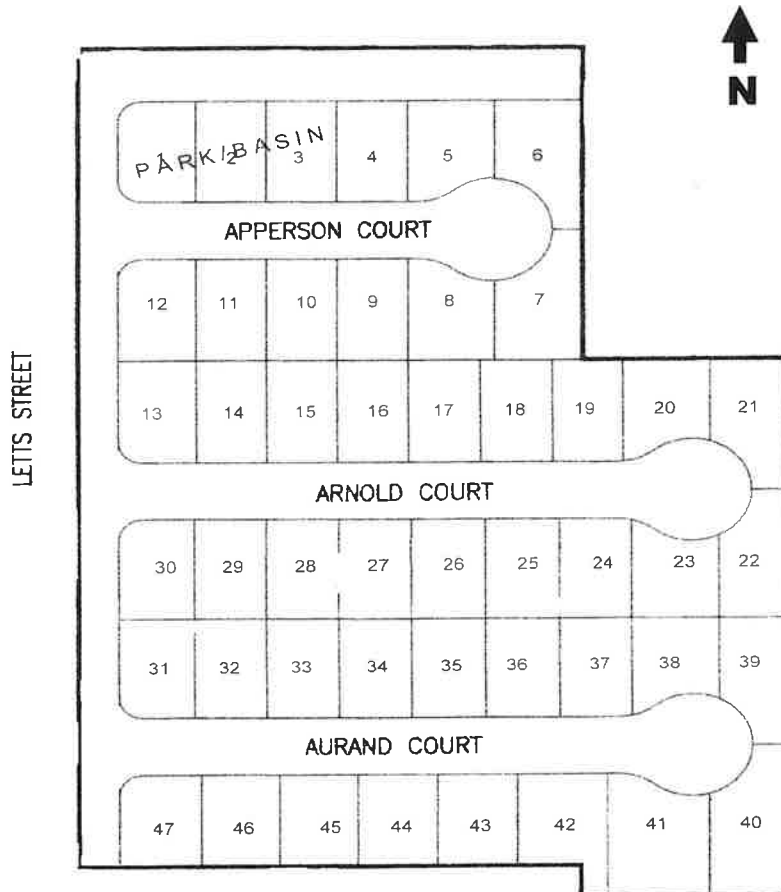 N
PARK/BASIN
1 2 3 4 5 6
APPERSON COURT
12 11 10 9 8 7
LETTS STREET
13 14 15 16 17 18 19 20 21
ARNOLD COURT
30 29 28 27 26 25 24 23 22
31 32 33 34 35 36 37 38 39
AURAND COURT
47 46 45 44 43 42 41 40